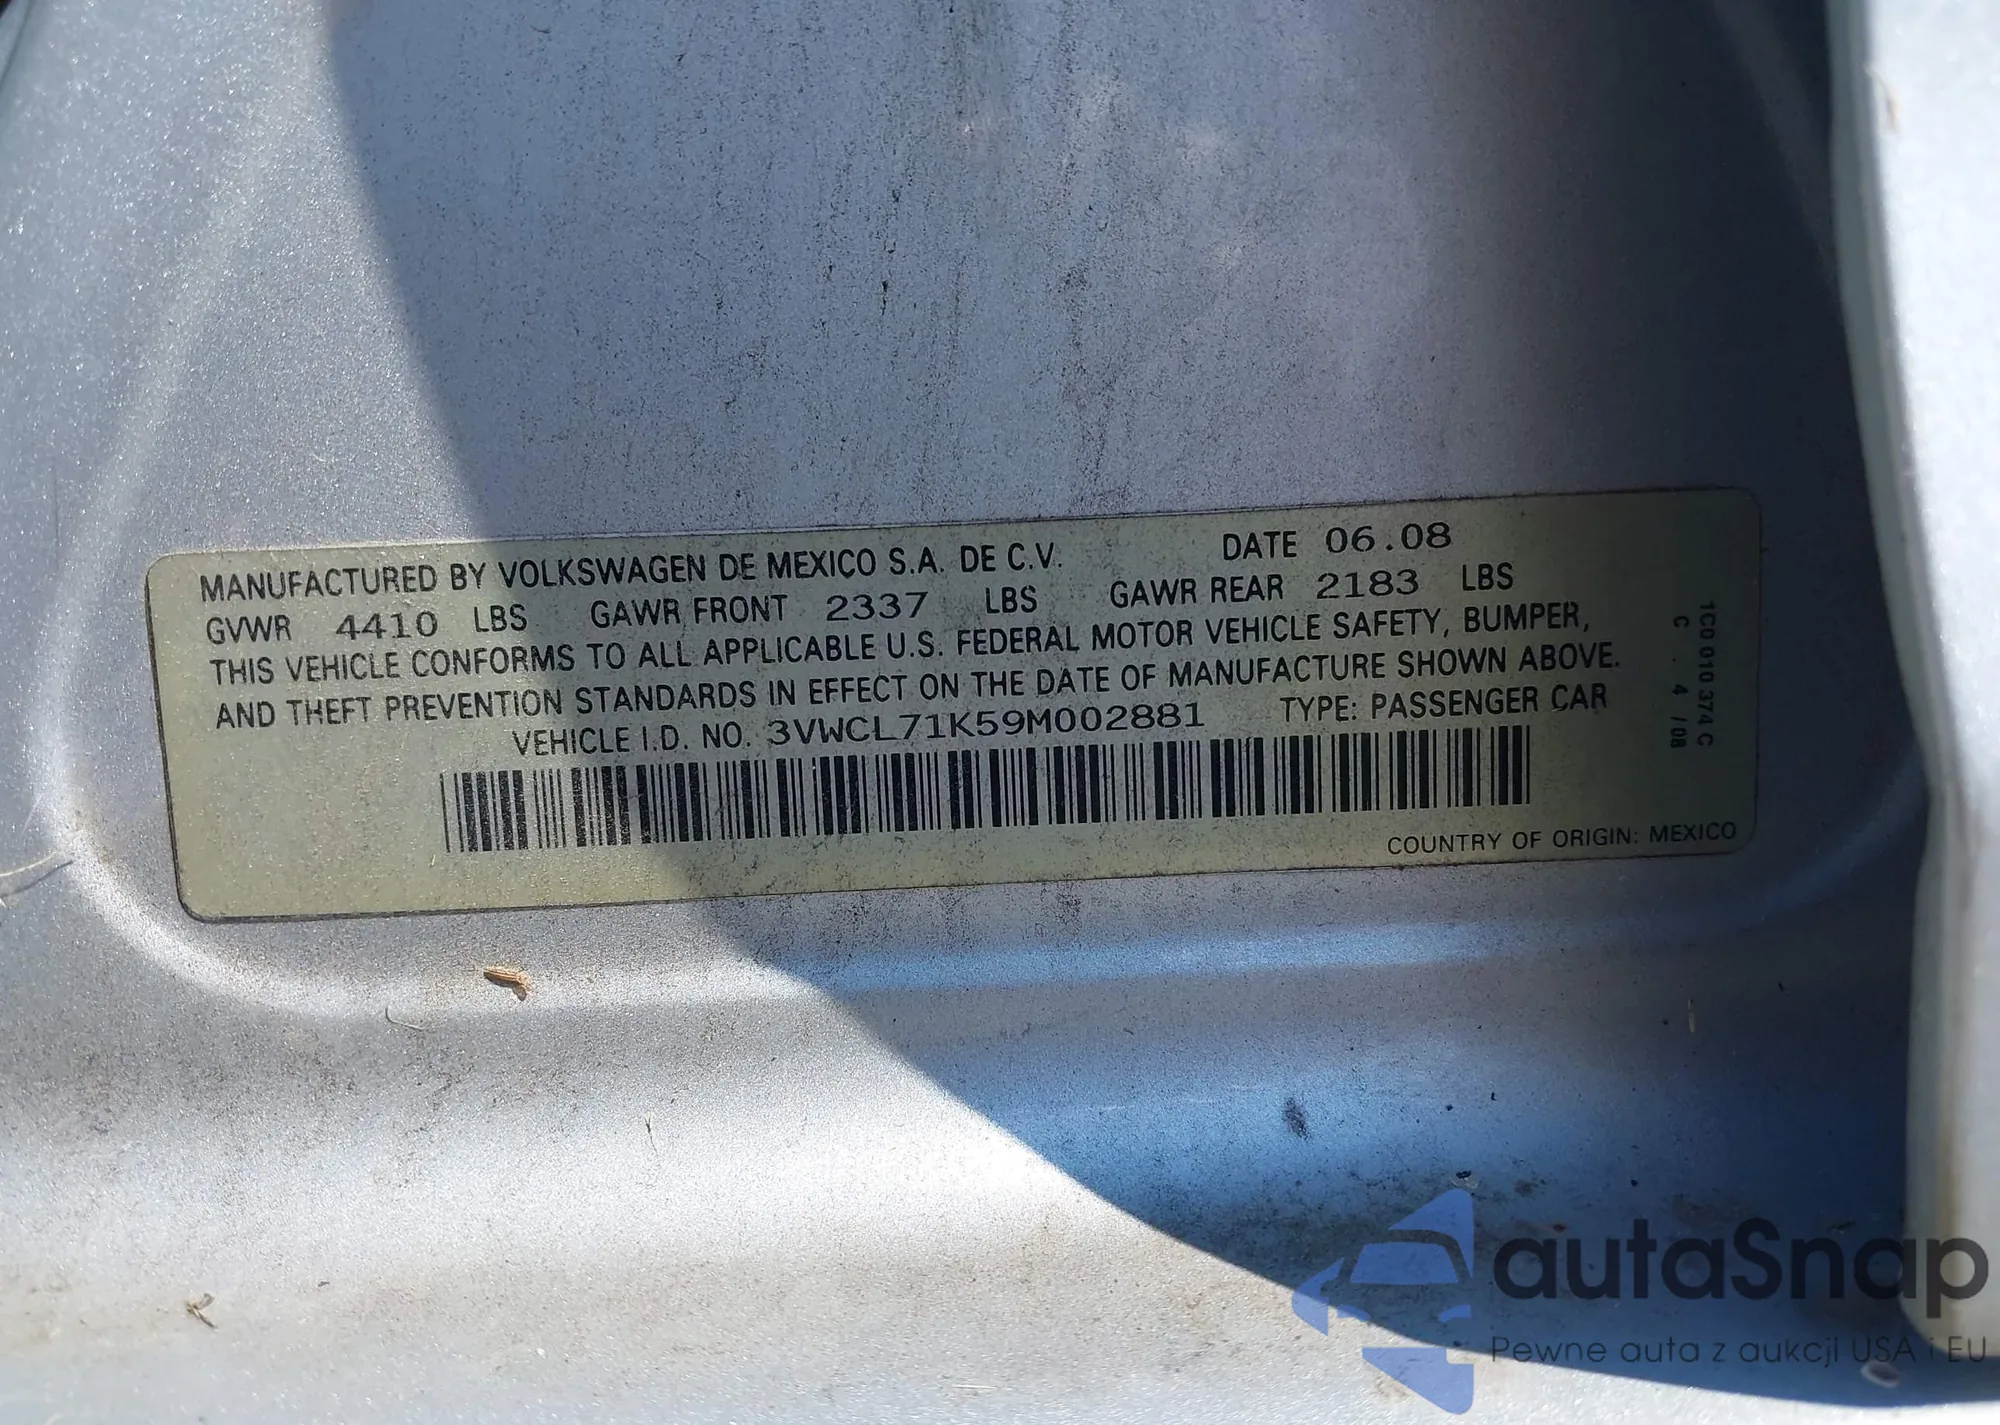 MANUFACTURED BY VOLKSWAGEN DE MEXICO S.A. DE C.V. DATE 06.08
GVWR 4410 LBS GAWR FRONT 2337 LBS GAWR REAR 2183 LBS
THIS VEHICLE CONFORMS TO ALL APPLICABLE U.S. FEDERAL MOTOR VEHICLE SAFETY, BUMPER,
AND THEFT PREVENTION STANDARDS IN EFFECT ON THE DATE OF MANUFACTURE SHOWN ABOVE.
VEHICLE I.D. NO. 3VWCL71K59M002881 TYPE: PASSENGER CAR
COUNTRY OF ORIGIN: MEXICO
1C0 010 374 C
C . 4 /08
autaSnap
Pewne auta z aukcji USA i EU